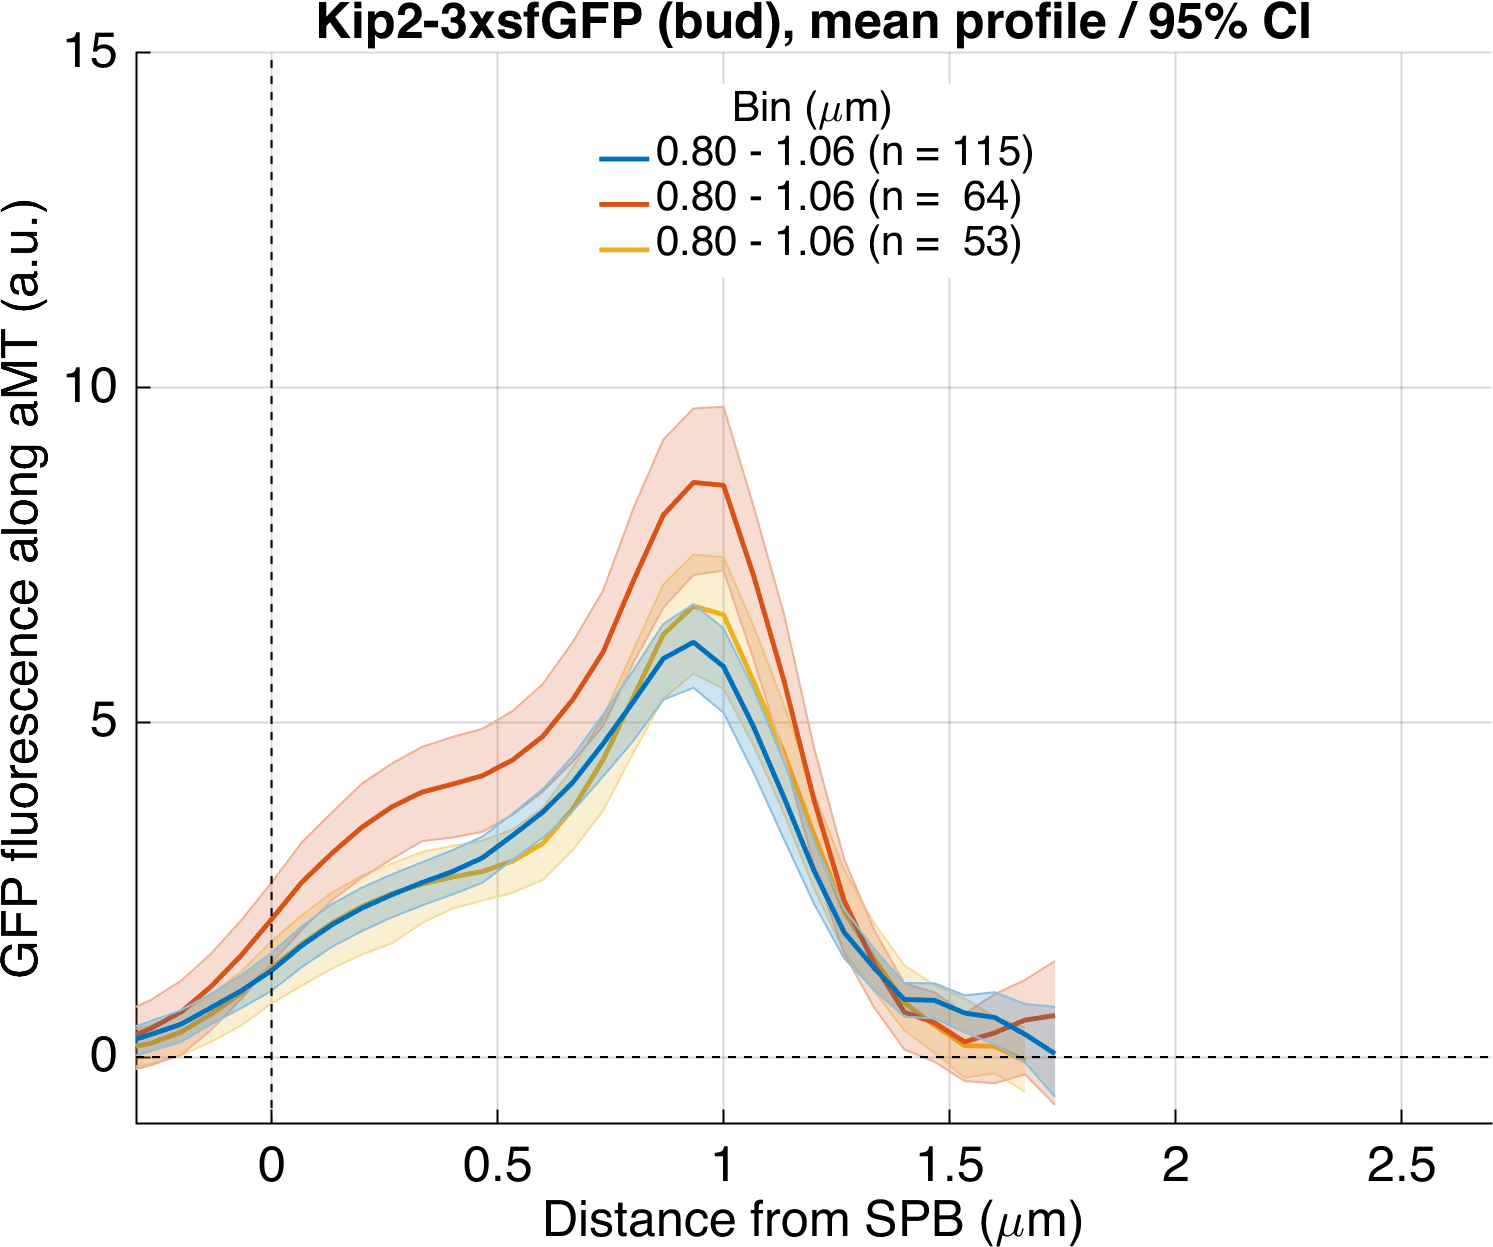 Kip2-3xsfGFP (bud), mean profile / 95% CI
Bin (μm)
0.80 - 1.06 (n = 115)
0.80 - 1.06 (n = 64)
0.80 - 1.06 (n = 53)
GFP fluorescence along aMT (a.u.)
15
10
5
0
0 0.5 1 1.5 2 2.5
Distance from SPB (μm)